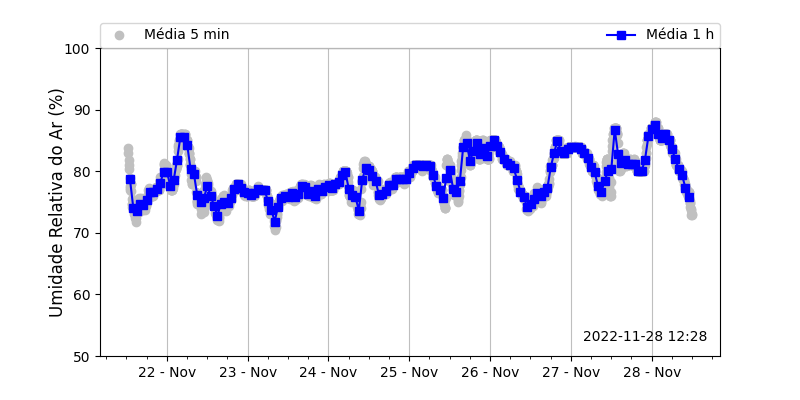 Média 5 min
Média 1 h
Umidade Relativa do Ar (%)
100
90
80
70
60
50
2022-11-28 12:28
22 - Nov
23 - Nov
24 - Nov
25 - Nov
26 - Nov
27 - Nov
28 - Nov